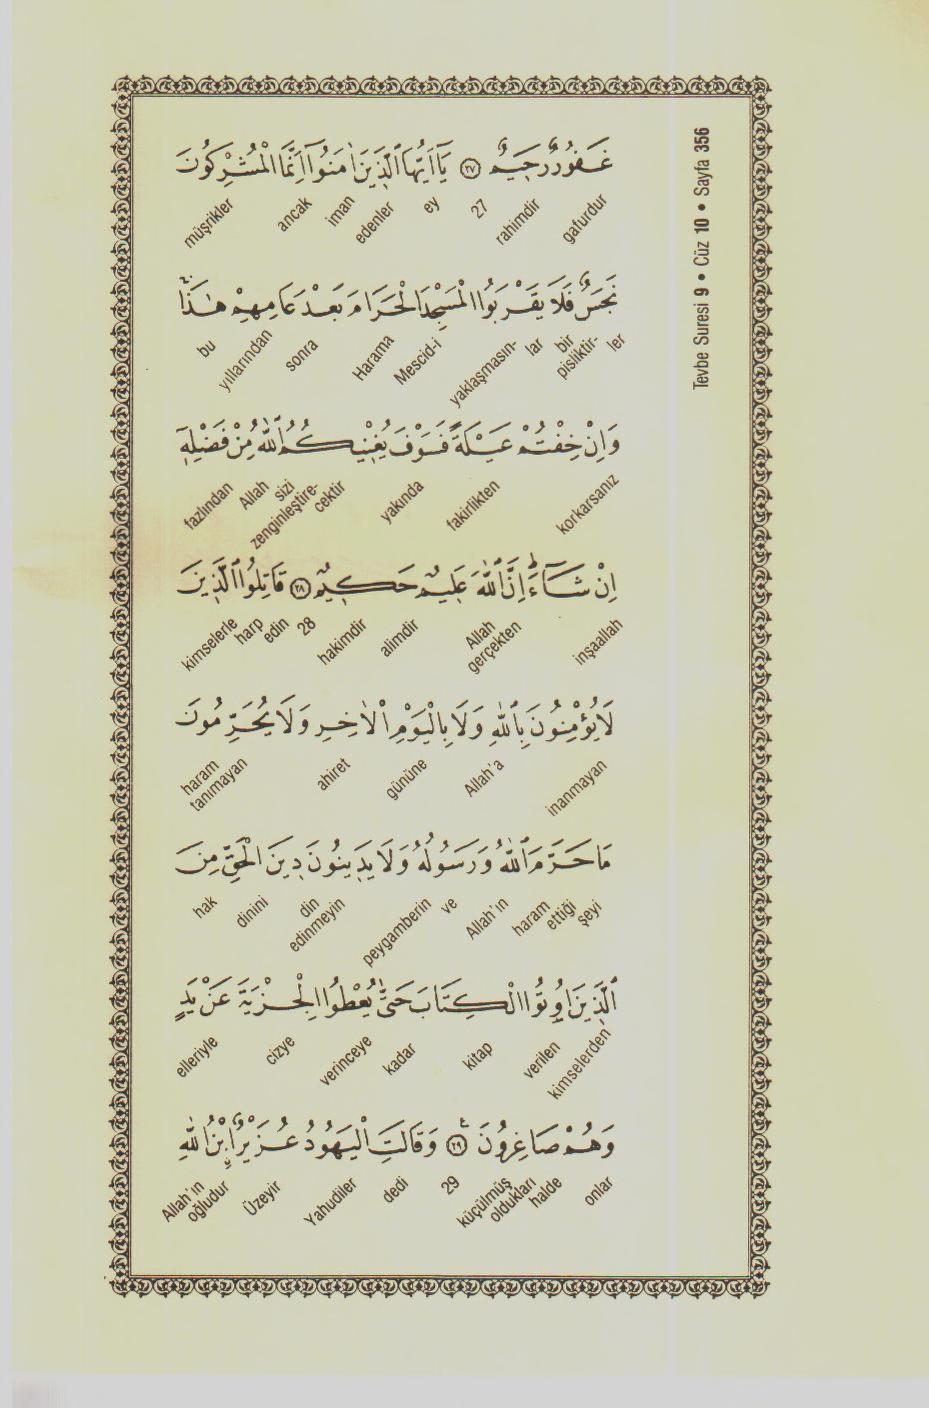 Tevbe Suresi 9 • Cüz 10 • Sayfa 356
غَفُورٌ رَحِيمٌ ﴿٢٧﴾ يَٓا اَيُّهَا الَّذ۪ينَ اٰمَنُٓوا اِنَّمَا الْمُشْرِكُونَ
gafurdur rahimdir 27 ey iman edenler ancak müşrikler
نَجَسٌ فَلَا يَقْرَبُوا الْمَسْجِدَ الْحَرَامَ بَعْدَ عَامِهِمْ هٰذَا
bir pisliktir-ler yaklaşmasın-lar Mescid-i Harama sonra yıllarından bu
وَاِنْ خِفْتُمْ عَيْلَةً فَسَوْفَ يُغْن۪يكُمُ اللّٰهُ مِنْ فَضْلِه۪ٓ
korkarsanız fakirlikten yakında sizi zenginleştire-cektir Allah fazlından
اِنْ شَٓاءَ اِنَّ اللّٰهَ عَل۪يمٌ حَك۪يمٌ ﴿٢٨﴾ قَاتِلُوا الَّذ۪ينَ
inşaallah Allah gerçekten alimdir hakimdir 28 harp edin kimselerle
لَا يُؤْمِنُونَ بِاللّٰهِ وَلَا بِالْيَوْمِ الْاٰخِرِ وَلَا يُحَرِّمُونَ
inanmayan Allah'a gününe ahiret haram tanımayan
مَا حَرَّمَ اللّٰهُ وَرَسُولُهُ وَلَا يَد۪ينُونَ د۪ينَ الْحَقِّ مِنَ
haram ettiği şeyi Allah'ın ve peygamberin din edinmeyin dinini hak
الَّذ۪ينَ اُو۫تُوا الْكِتَابَ حَتّٰى يُعْطُوا الْجِزْيَةَ عَنْ يَدٍ
verilen kimselerden kitap kadar verinceye cizye elleriyle
وَهُمْ صَاغِرُونَ ﴿٢٩﴾ وَقَالَتِ الْيَهُودُ عُزَيْرٌ ابْنُ اللّٰهِ
onlar küçülmüş oldukları halde 29 dedi Yahudiler Üzeyir Allah'ın oğludur